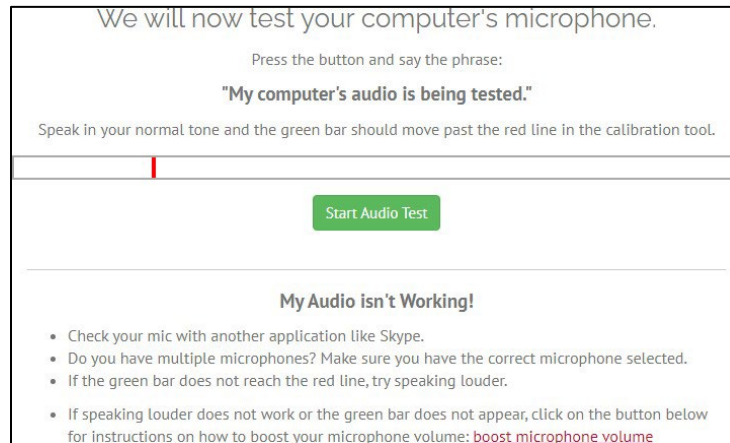 We will now test your computer's microphone.
Press the button and say the phrase:
"My computer's audio is being tested."
Speak in your normal tone and the green bar should move past the red line in the calibration tool.
Start Audio Test
My Audio isn't Working!
• Check your mic with another application like Skype.
• Do you have multiple microphones? Make sure you have the correct microphone selected.
• If the green bar does not reach the red line, try speaking louder.
• If speaking louder does not work or the green bar does not appear, click on the button below
for instructions on how to boost your microphone volume: boost microphone volume